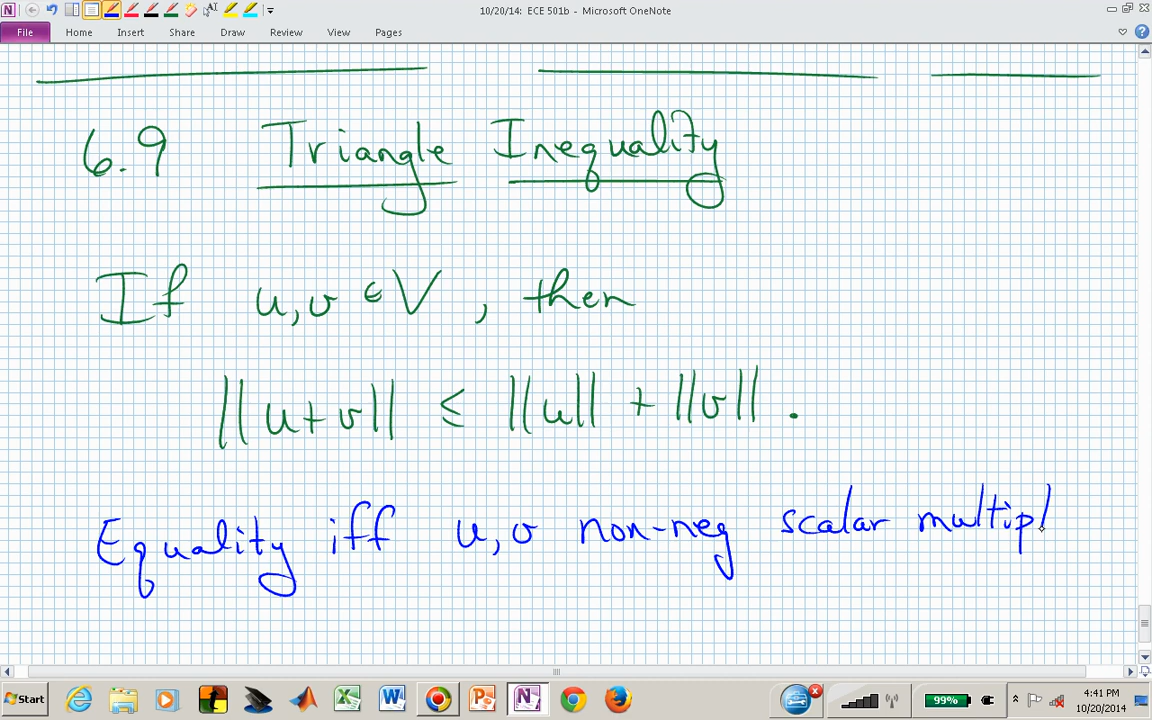 10/20/14: ECE 501b - Microsoft OneNote
File Home Insert Share Draw Review View Pages
6.9 Triangle Inequality
If u, v ∈ V, then
||u+v|| ≤ ||u|| + ||v||.
Equality iff u, v non-neg scalar multipl
Start
99%
4:41 PM
10/20/2014